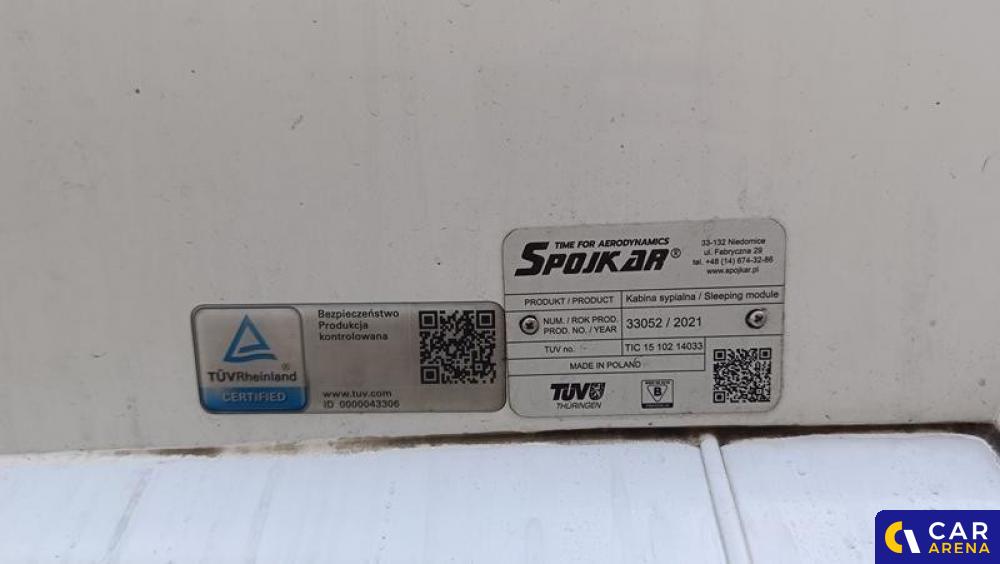 TIME FOR AERODYNAMICS
SPOJKAR®
33-132 Niedomice
ul. Fabryczna 29
tel. +48 (14) 674-32-86
www.spojkar.pl
PRODUKT / PRODUCT
Kabina sypialna / Sleeping module
NUM. / ROK PROD.
PROD. NO. / YEAR
33052 / 2021
TUV no.
TIC 15 102 14033
MADE IN POLAND
TÜV
THÜRINGEN
B
Bezpieczeństwo
Produkcja
kontrolowana
®
TÜVRheinland
CERTIFIED
www.tuv.com
ID 0000043306
CAR
ARENA